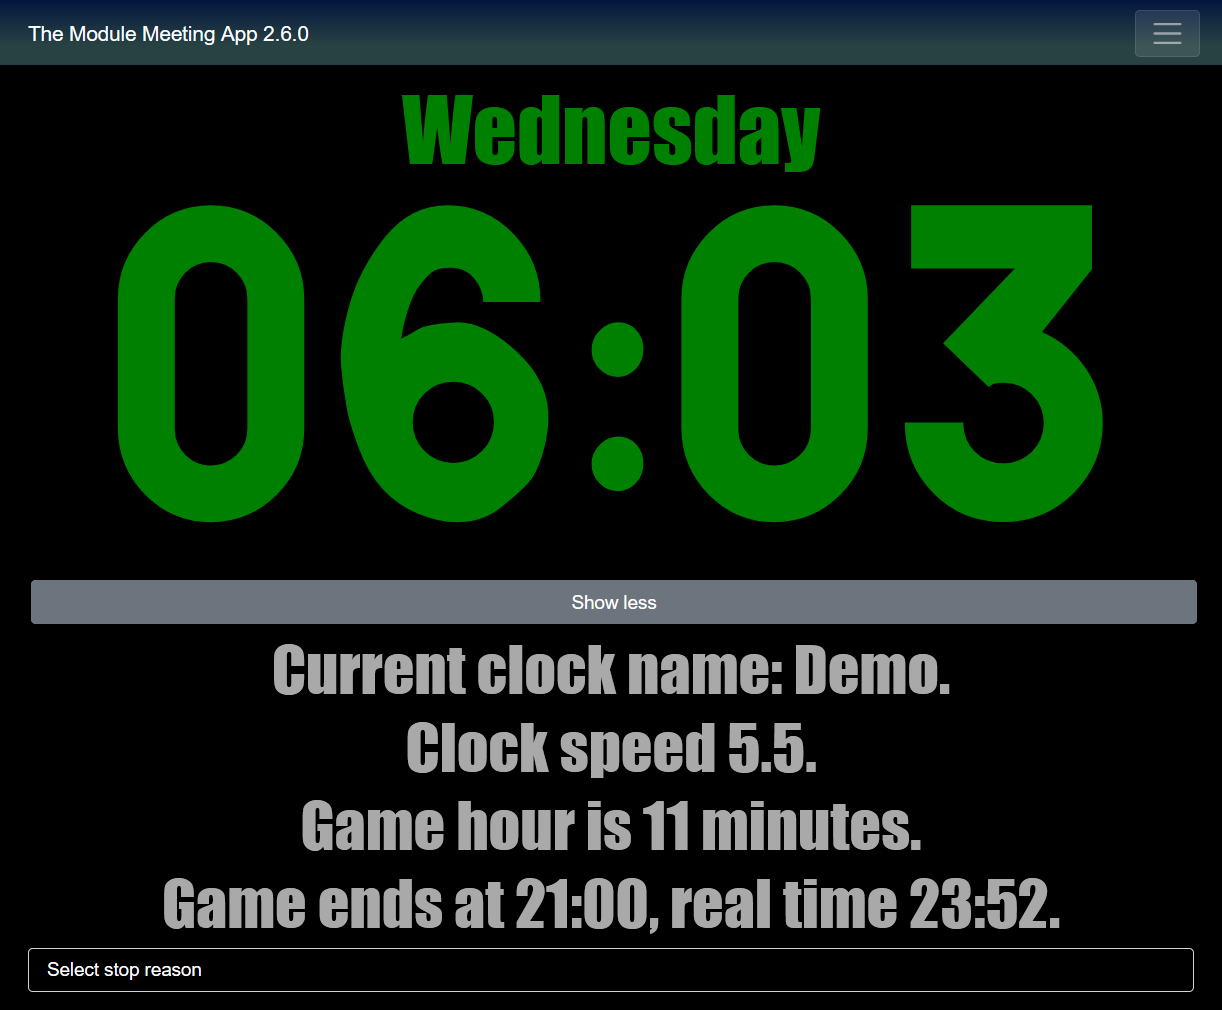 The Module Meeting App 2.6.0
Wednesday
06:03
Show less
Current clock name: Demo.
Clock speed 5.5.
Game hour is 11 minutes.
Game ends at 21:00, real time 23:52.
Select stop reason